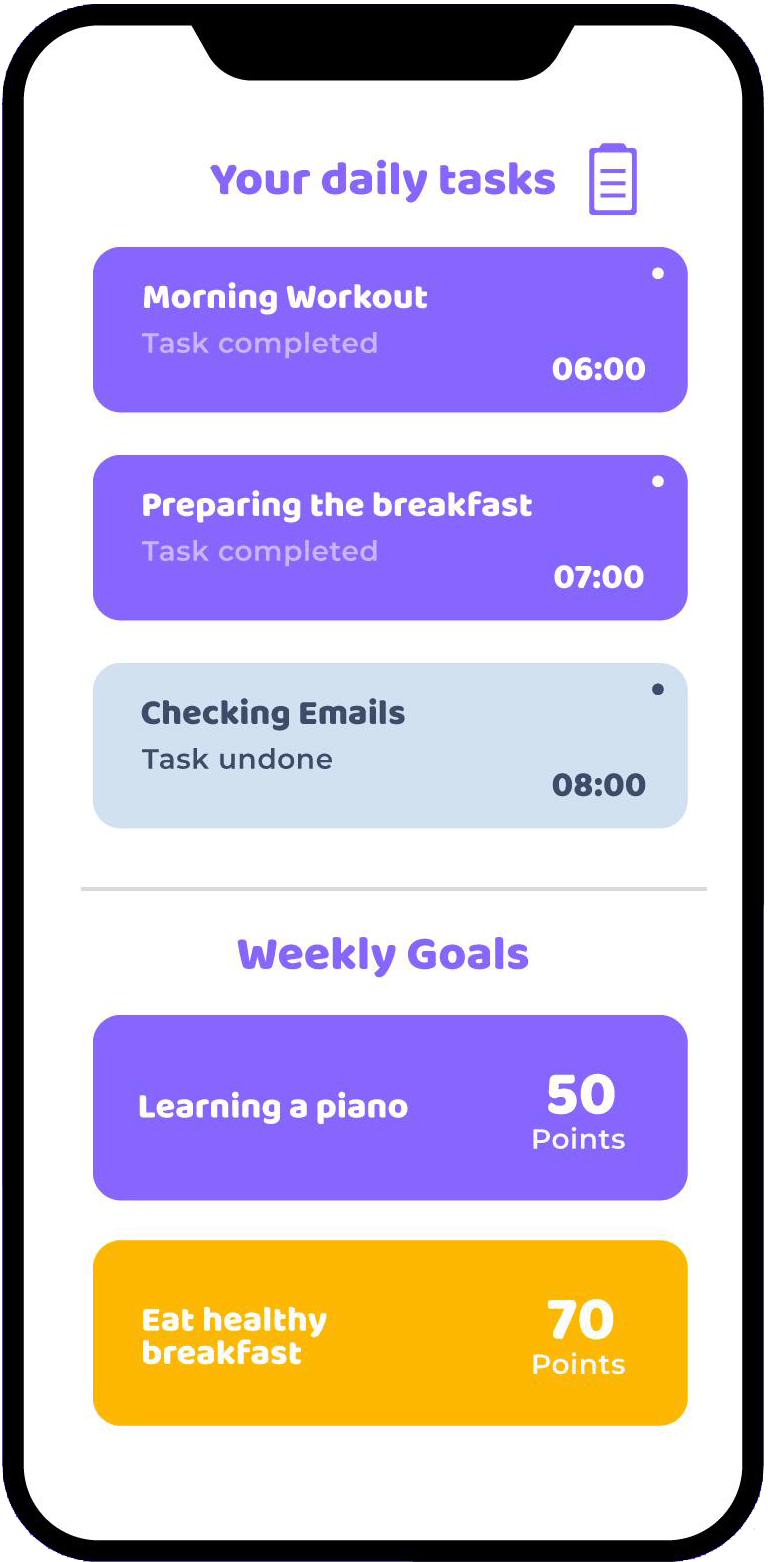 Your daily tasks
Morning Workout
Task completed
06:00
Preparing the breakfast
Task completed
07:00
Checking Emails
Task undone
08:00
Weekly Goals
Learning a piano
50
Points
Eat healthy
breakfast
70
Points